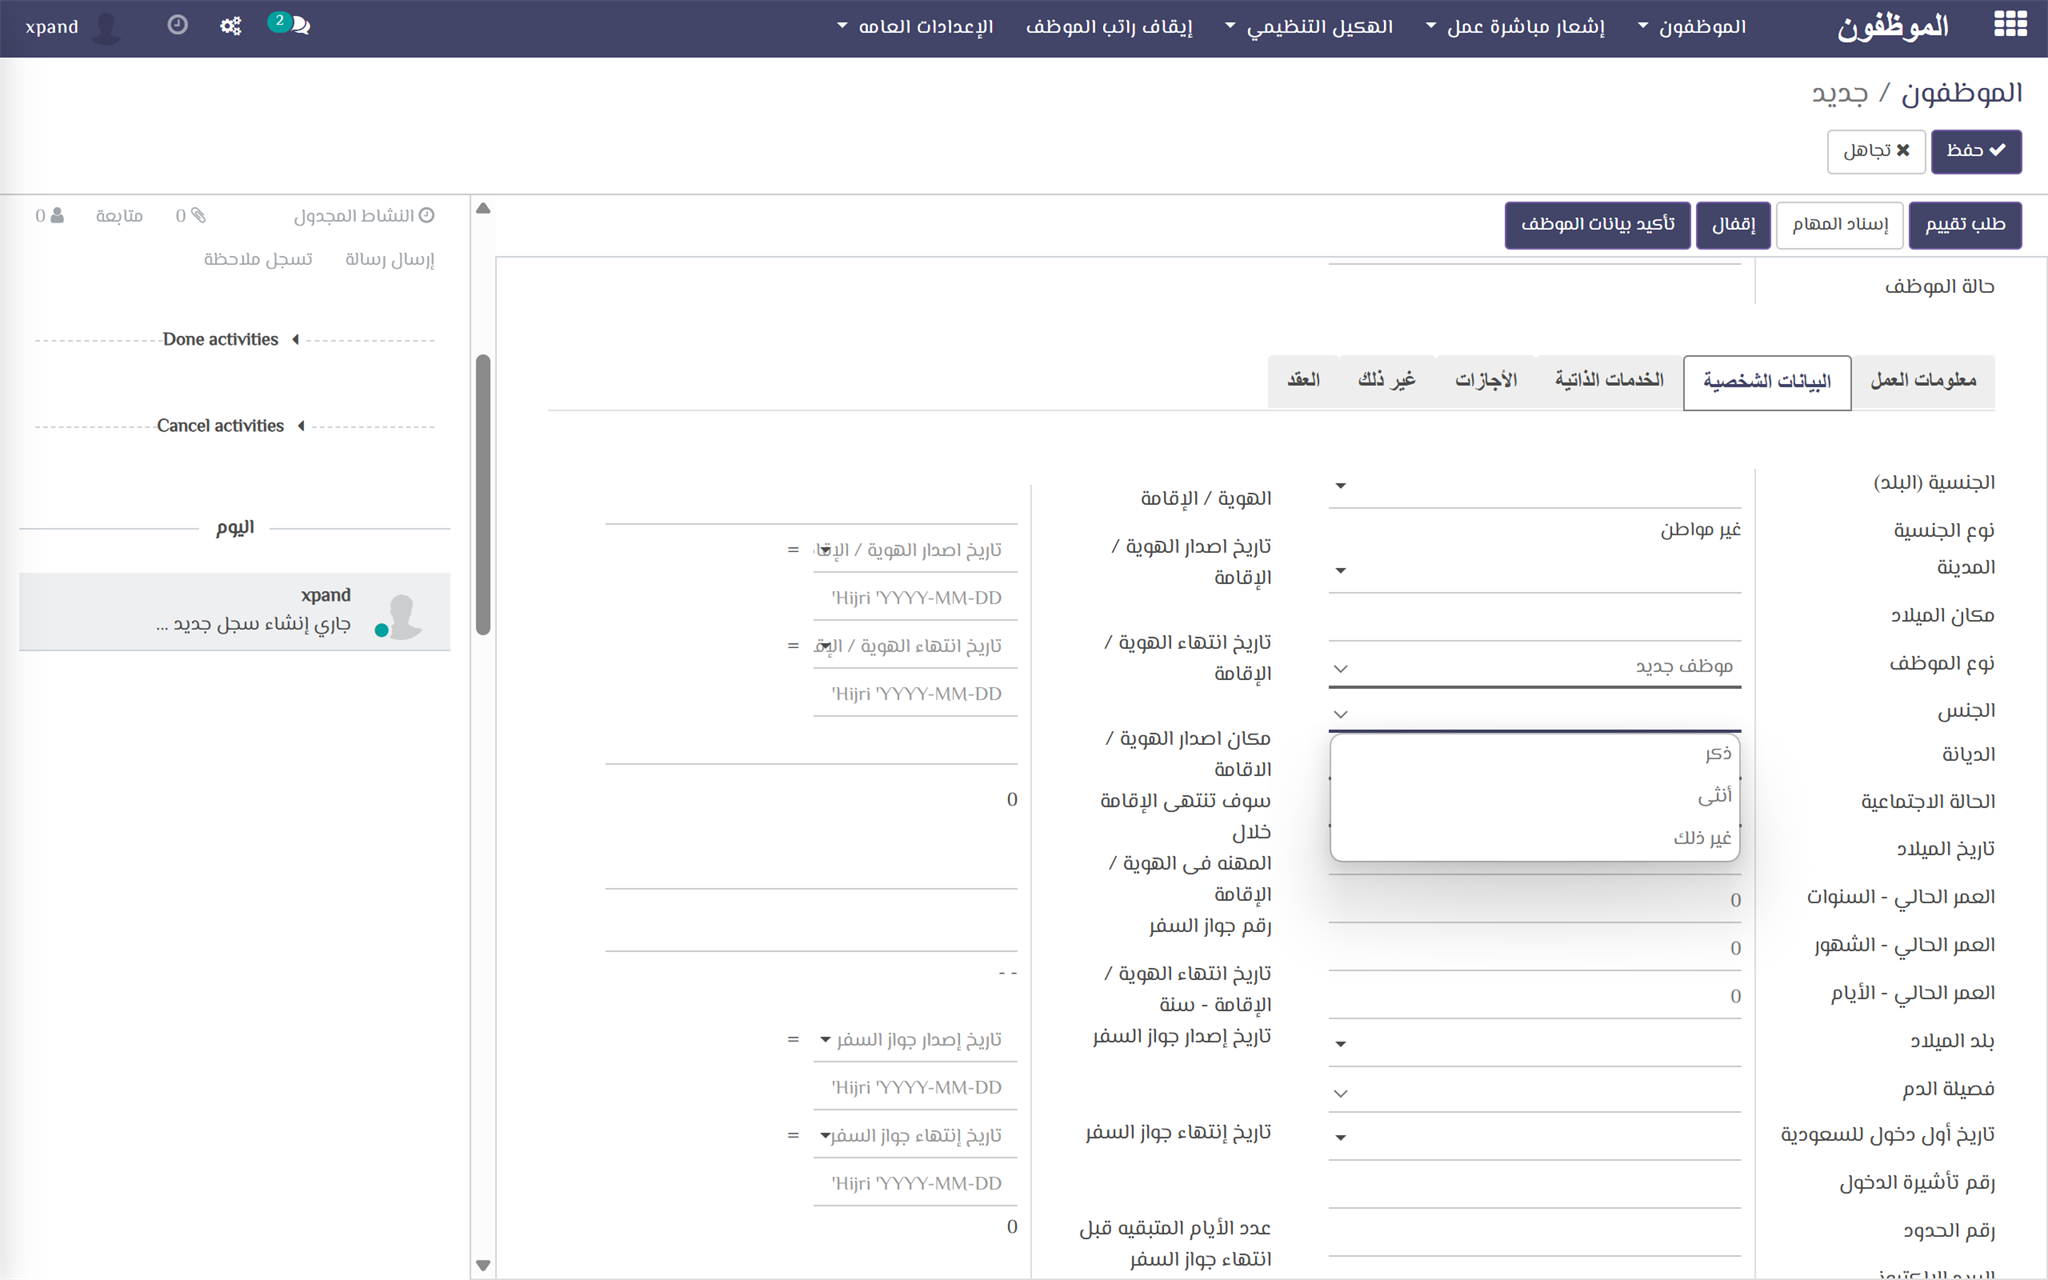 الموظفون
الموظفون
إشعار مباشرة عمل
الهكيل التنظيمي
إيقاف راتب الموظف
الإعدادات العامه
2
xpand
الموظفون / جديد
حفظ
تجاهل
طلب تقييم
إسناد المهام
إقفال
تأكيد بيانات الموظف
حالة الموظف
معلومات العمل
البيانات الشخصية
الخدمات الذاتية
الأجازات
غير ذلك
العقد
الجنسية (البلد)
نوع الجنسية
غير مواطن
المدينة
مكان الميلاد
نوع الموظف
موظف جديد
الجنس
ذكر
أنثى
غير ذلك
الديانة
الحالة الاجتماعية
تاريخ الميلاد
العمر الحالي - السنوات
0
العمر الحالي - الشهور
0
العمر الحالي - الأيام
0
بلد الميلاد
فصيلة الدم
تاريخ أول دخول للسعودية
رقم تأشيرة الدخول
رقم الحدود
الهوية / الإقامة
تاريخ اصدار الهوية /
الإقامة
تاريخ اصدار الهوية / 
=
Hijri 'YYYY-MM-DD'
تاريخ انتهاء الهوية /
الإقامة
تاريخ انتهاء الهوية / 
=
Hijri 'YYYY-MM-DD'
مكان اصدار الهوية /
الاقامة
سوف تنتهى الإقامة
خلال
0
المهنه فى الهوية /
الإقامة
رقم جواز السفر
تاريخ انتهاء الهوية /
الإقامة - سنة
- -
تاريخ إصدار جواز السفر
تاريخ إصدار جواز السفر
=
Hijri 'YYYY-MM-DD'
تاريخ إنتهاء جواز السفر
تاريخ إنتهاء جواز السفر
=
Hijri 'YYYY-MM-DD'
عدد الأيام المتبقيه قبل
انتهاء جواز السفر
0
النشاط المجدول
0
متابعة
0
إرسال رسالة
تسجل ملاحظة
Done activities
Cancel activities
اليوم
xpand
جاري إنشاء سجل جديد ...